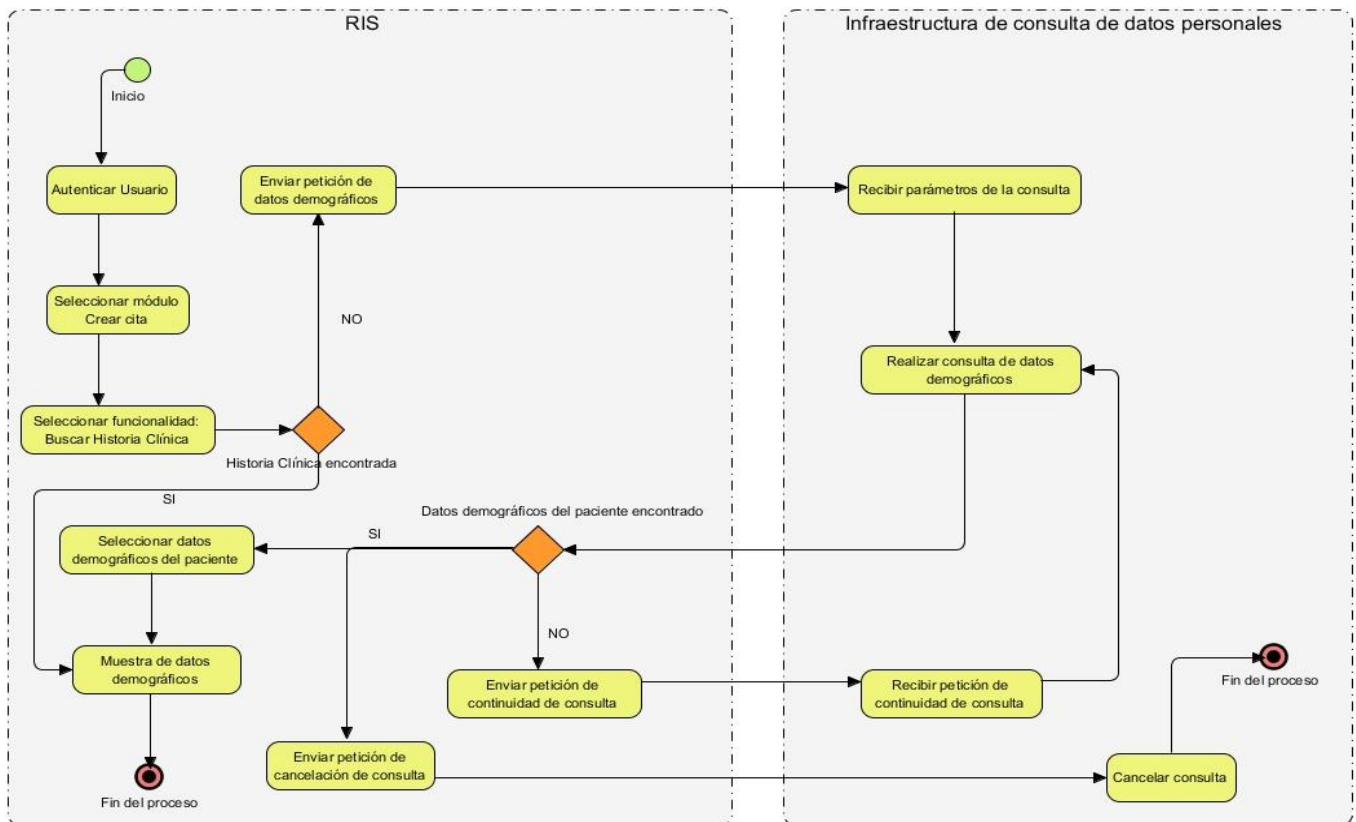 RIS
Infraestructura de consulta de datos personales
Inicio
Autenticar Usuario
Enviar petición de
datos demográficos
Recibir parámetros de la consulta
Seleccionar módulo
Crear cita
NO
Realizar consulta de datos
demográficos
Seleccionar funcionalidad:
Buscar Historia Clínica
Historia Clínica encontrada
SI
Datos demográficos del paciente encontrado
SI
Seleccionar datos
demográficos del paciente
NO
Muestra de datos
demográficos
Enviar petición de
continuidad de consulta
Recibir petición de
continuidad de consulta
Fin del proceso
Enviar petición de
cancelación de consulta
Cancelar consulta
Fin del proceso